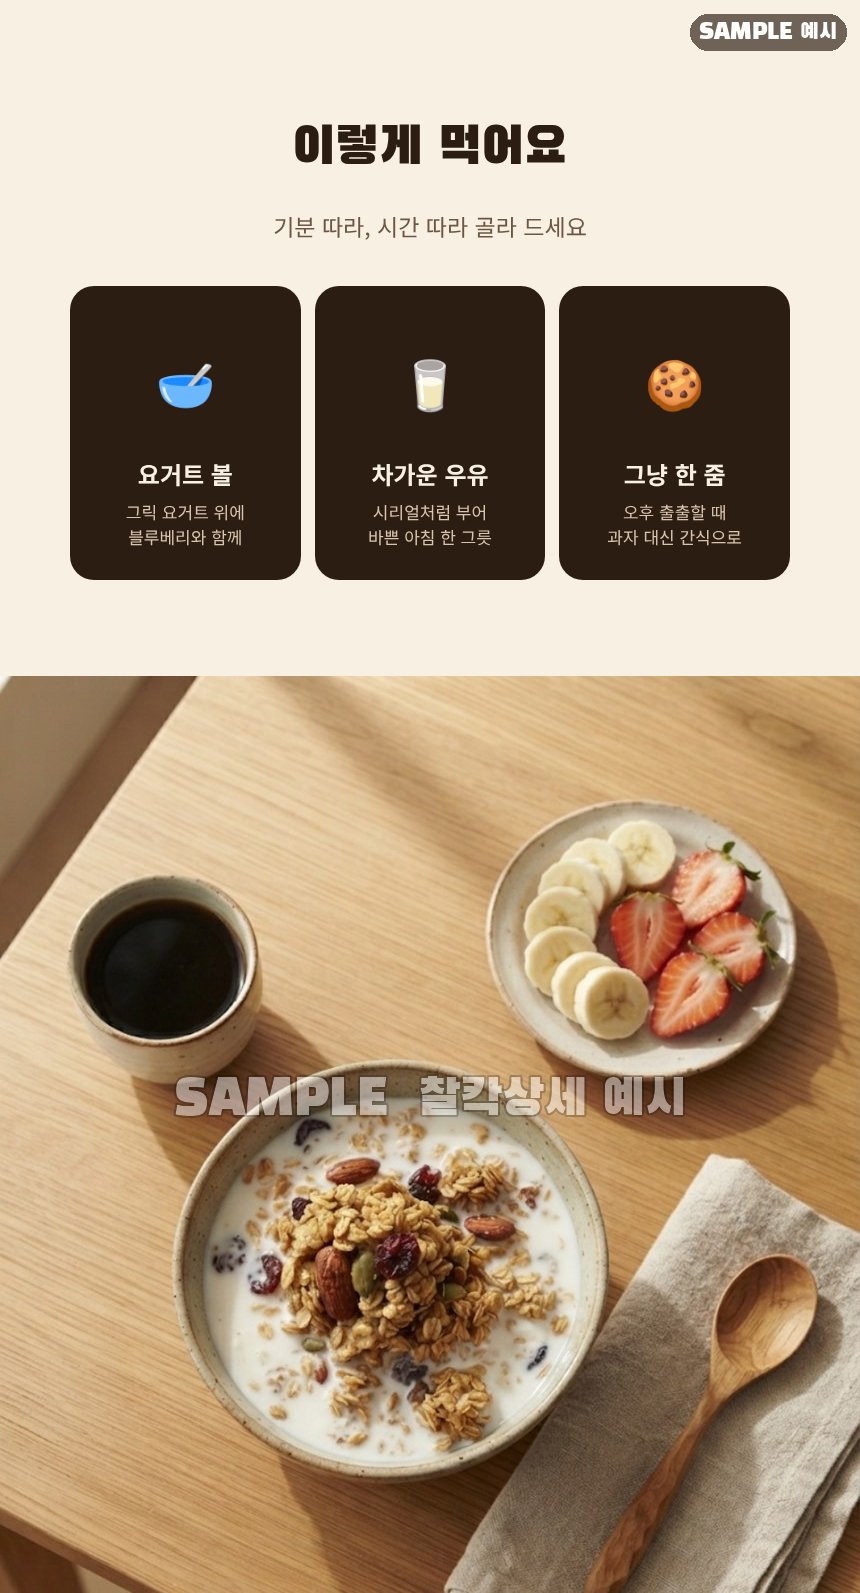 SAMPLE 예시
이렇게 먹어요
기분 따라, 시간 따라 골라 드세요
요거트 볼
그릭 요거트 위에
블루베리와 함께
차가운 우유
시리얼처럼 부어
바쁜 아침 한 그릇
그냥 한 줌
오후 출출할 때
과자 대신 간식으로
SAMPLE 찰칵상세 예시